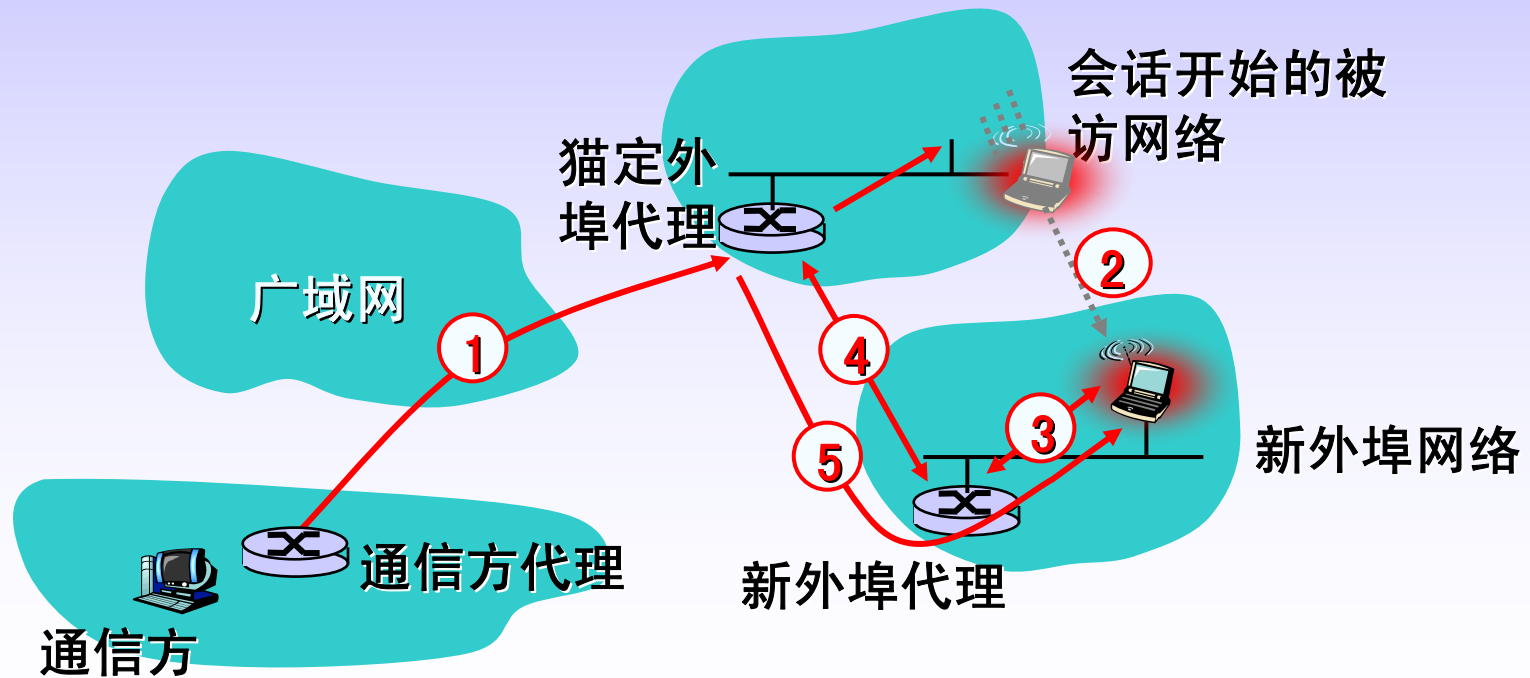 会话开始的被
访网络
猫定外
埠代理
广域网
2
1
4
3
5
新外埠网络
通信方代理
新外埠代理
通信方